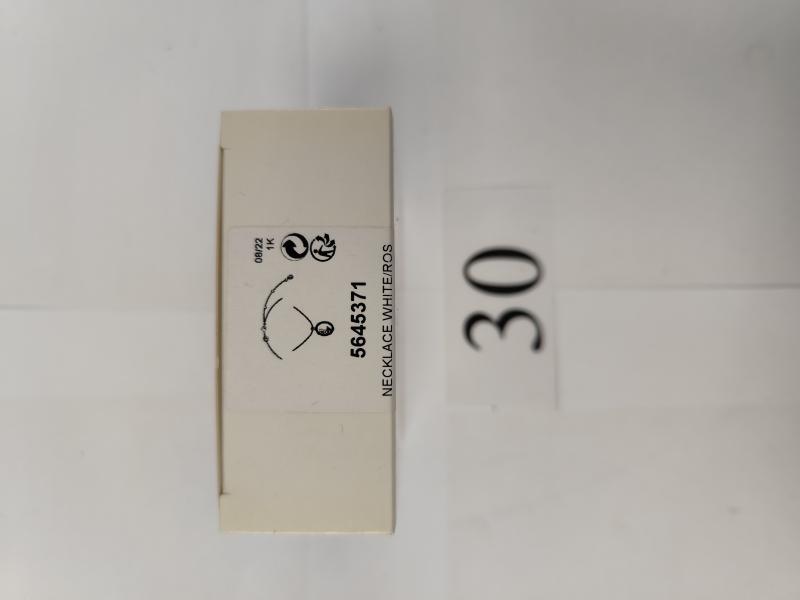 08/22
1K
5645371
NECKLACE WHITE/ROS
30